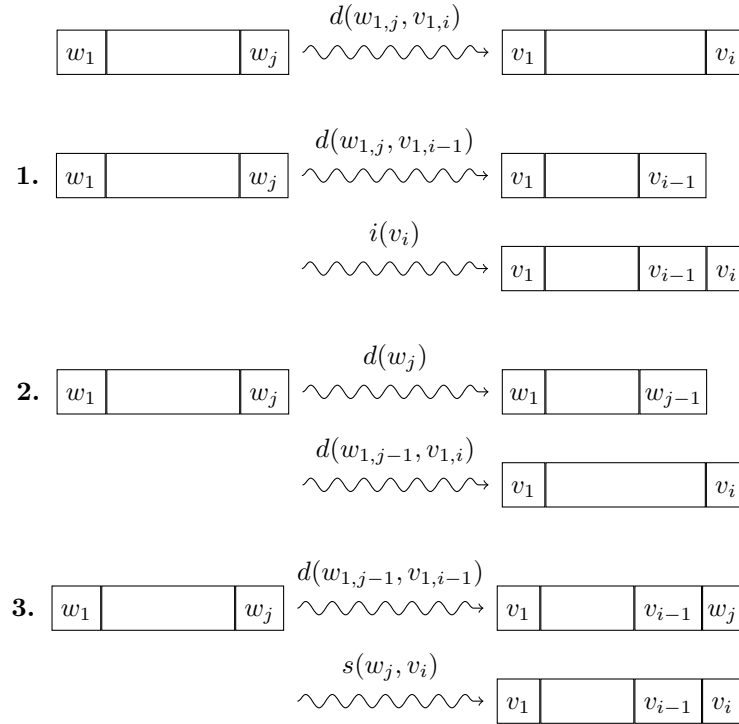 d(w_{1,j}, v_{1,i})
w_1 w_j v_1 v_i
d(w_{1,j}, v_{1,i-1})
1. w_1 w_j v_1 v_{i-1}
i(v_i)
v_1 v_{i-1} v_i
d(w_j)
2. w_1 w_j w_1 w_{j-1}
d(w_{1,j-1}, v_{1,i})
v_1 v_i
d(w_{1,j-1}, v_{1,i-1})
3. w_1 w_j v_1 v_{i-1} w_j
s(w_j, v_i)
v_1 v_{i-1} v_i